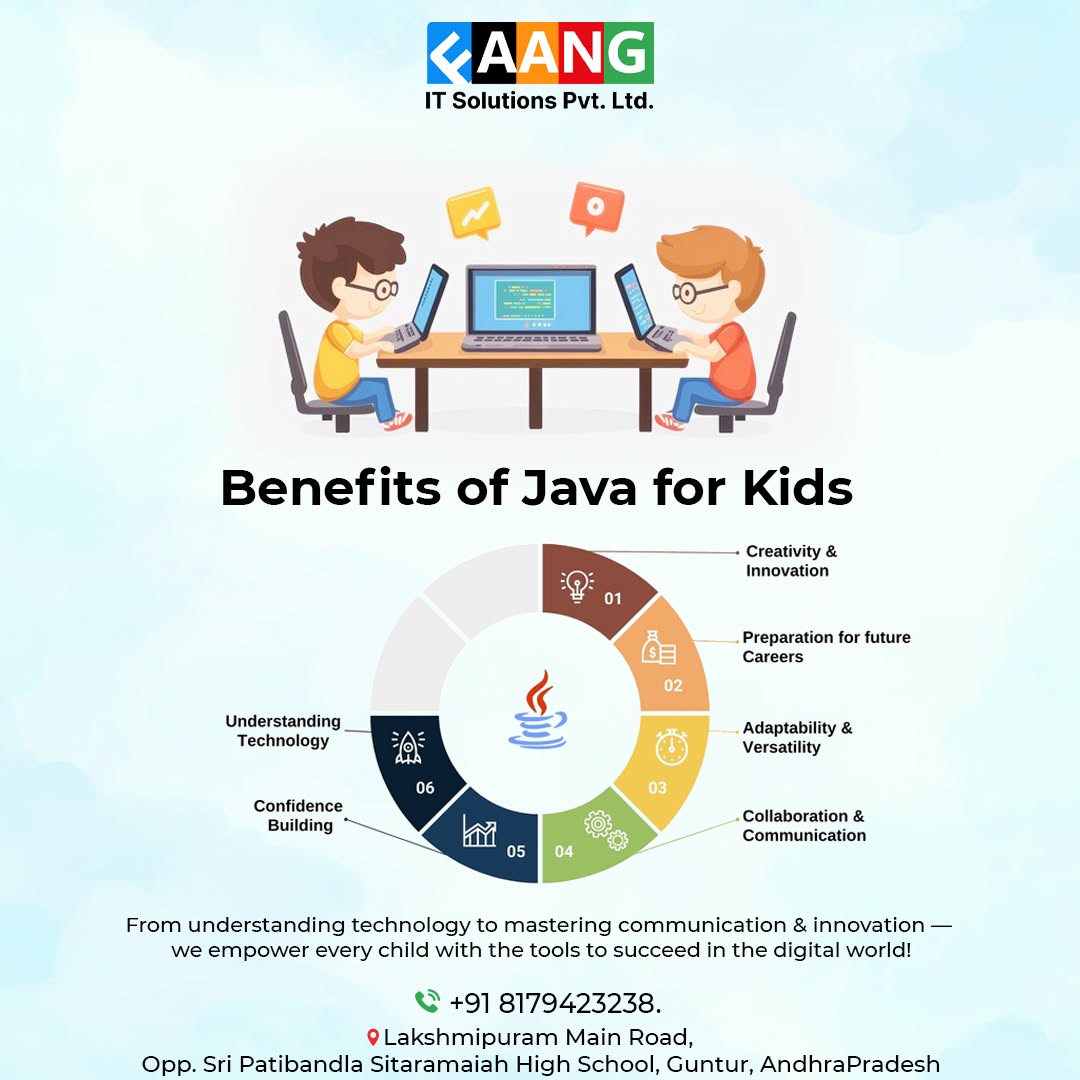 FAANG
IT Solutions Pvt. Ltd.
Benefits of Java for Kids
01
Creativity &
Innovation
02
Preparation for future
Careers
03
Adaptability &
Versatility
04
Collaboration &
Communication
05
Confidence
Building
06
Understanding
Technology
From understanding technology to mastering communication & innovation —
we empower every child with the tools to succeed in the digital world!
+91 8179423238.
Lakshmipuram Main Road,
Opp. Sri Patibandla Sitaramaiah High School, Guntur, AndhraPradesh